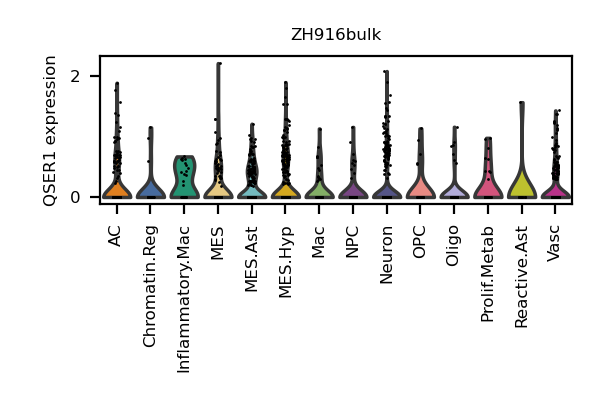 ZH916bulk
QSER1 expression
2
0
AC
Chromatin.Reg
Inflammatory.Mac
MES
MES.Ast
MES.Hyp
Mac
NPC
Neuron
OPC
Oligo
Prolif.Metab
Reactive.Ast
Vasc